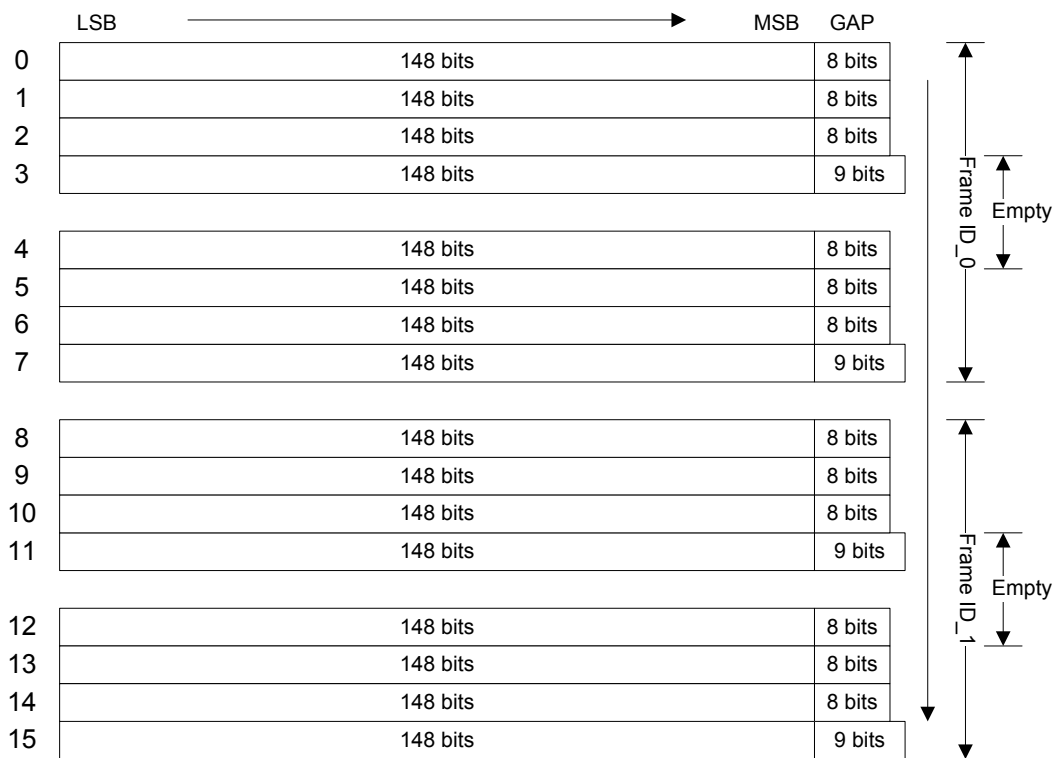 LSB MSB GAP
0 148 bits 8 bits
1 148 bits 8 bits
2 148 bits 8 bits
3 148 bits 9 bits
4 148 bits 8 bits
5 148 bits 8 bits
6 148 bits 8 bits
7 148 bits 9 bits
Frame ID_0
Empty
8 148 bits 8 bits
9 148 bits 8 bits
10 148 bits 8 bits
11 148 bits 9 bits
12 148 bits 8 bits
13 148 bits 8 bits
14 148 bits 8 bits
15 148 bits 9 bits
Frame ID_1
Empty